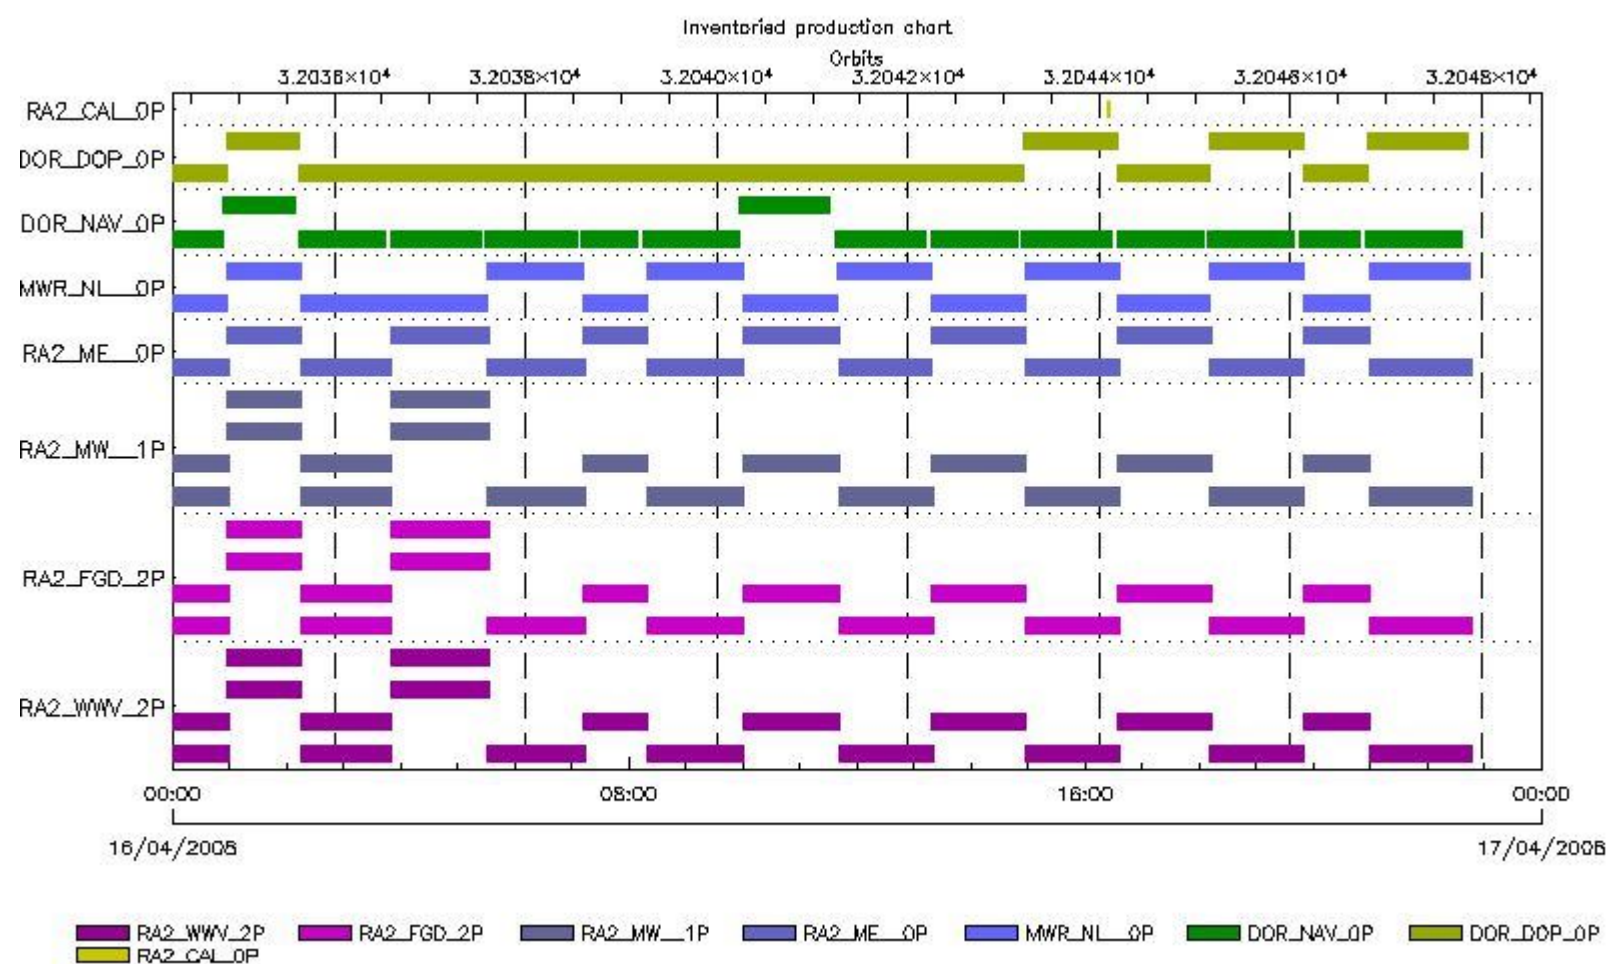 Inventoried production chart
Orbits
3.2036×10⁴ 3.2038×10⁴ 3.2040×10⁴ 3.2042×10⁴ 3.2044×10⁴ 3.2046×10⁴ 3.2048×10⁴
RA2_CAL_0P
DOR_DOP_0P
DOR_NAV_0P
MWR_NL__0P
RA2_ME__0P
RA2_MW__1P
RA2_FGD_2P
RA2_WWV_2P
00:00 08:00 16:00 00:00
16/04/2008 17/04/2008
RA2_WWV_2P RA2_FGD_2P RA2_MW__1P RA2_ME__0P MWR_NL__0P DOR_NAV_0P DOR_DOP_0P
RA2_CAL_0P